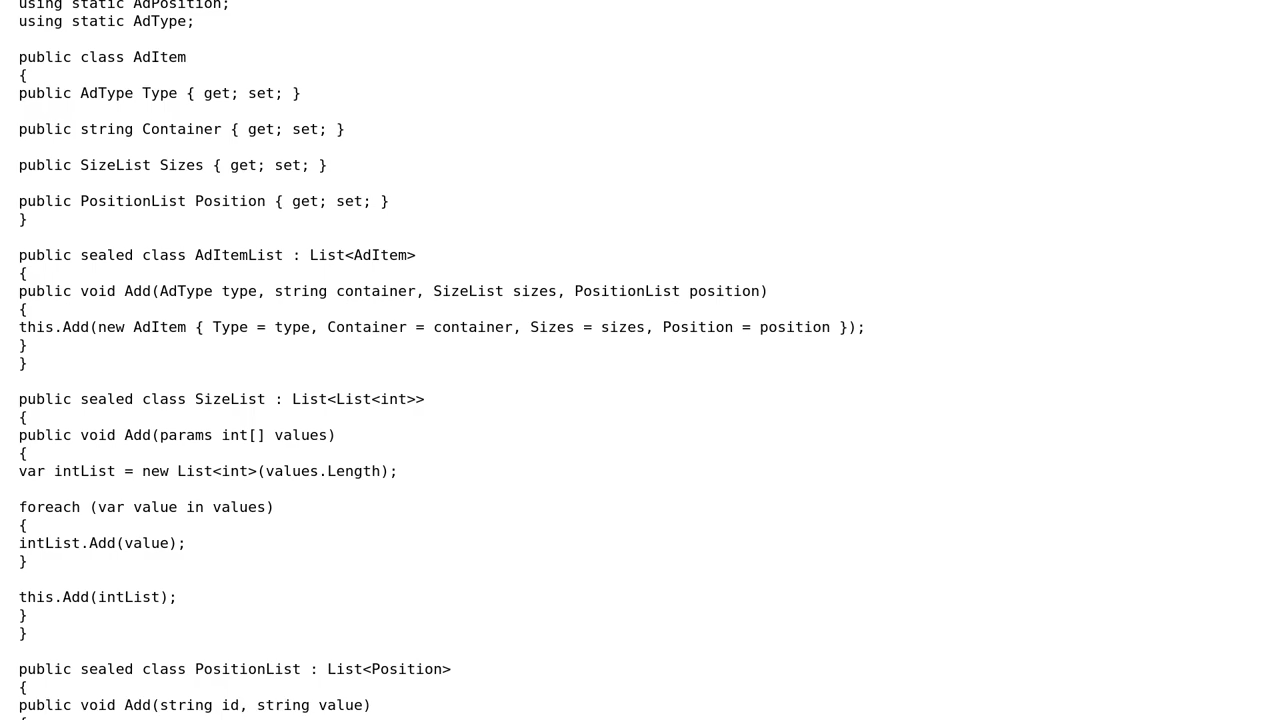 using static AdPosition;
using static AdType;
public class AdItem
{
public AdType Type { get; set; }
public string Container { get; set; }
public SizeList Sizes { get; set; }
public PositionList Position { get; set; }
}
public sealed class AdItemList : List<AdItem>
{
public void Add(AdType type, string container, SizeList sizes, PositionList position)
{
this.Add(new AdItem { Type = type, Container = container, Sizes = sizes, Position = position });
}
}
public sealed class SizeList : List<List<int>>
{
public void Add(params int[] values)
{
var intList = new List<int>(values.Length);
foreach (var value in values)
{
intList.Add(value);
}
this.Add(intList);
}
}
public sealed class PositionList : List<Position>
{
public void Add(string id, string value)
{